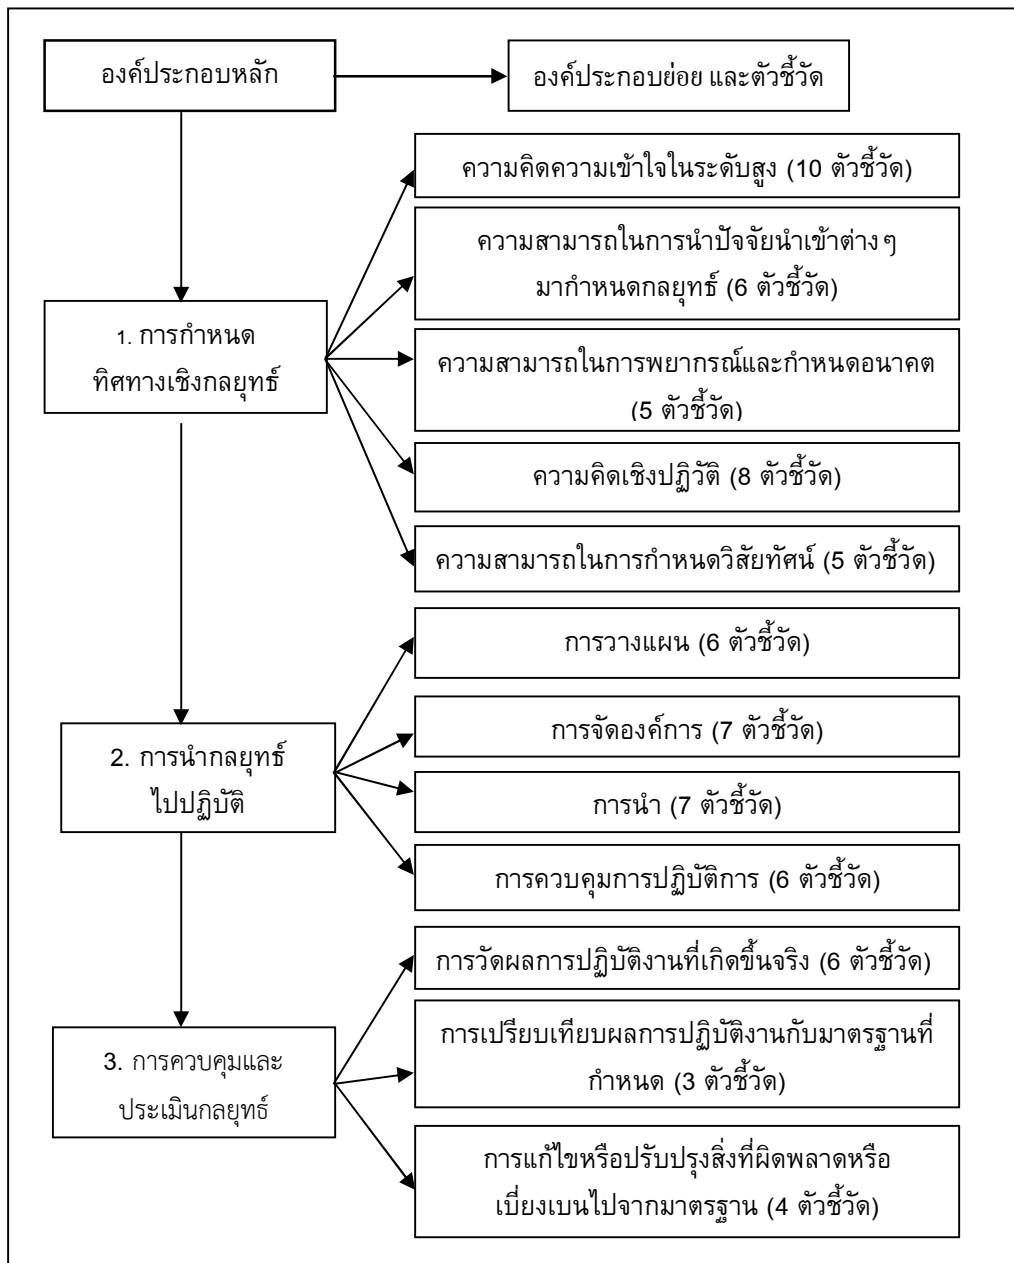 องค์ประกอบหลัก
องค์ประกอบย่อย และตัวชี้วัด
ความคิดความเข้าใจในระดับสูง (10 ตัวชี้วัด)
ความสามารถในการนำปัจจัยนำเข้าต่างๆ
มากำหนดกลยุทธ์ (6 ตัวชี้วัด)
1. การกำหนด
ทิศทางเชิงกลยุทธ์
ความสามารถในการพยากรณ์และกำหนดอนาคต
(5 ตัวชี้วัด)
ความคิดเชิงปฏิวัติ (8 ตัวชี้วัด)
ความสามารถในการกำหนดวิสัยทัศน์ (5 ตัวชี้วัด)
การวางแผน (6 ตัวชี้วัด)
การจัดองค์การ (7 ตัวชี้วัด)
2. การนำกลยุทธ์
ไปปฏิบัติ
การนำ (7 ตัวชี้วัด)
การควบคุมการปฏิบัติการ (6 ตัวชี้วัด)
การวัดผลการปฏิบัติงานที่เกิดขึ้นจริง (6 ตัวชี้วัด)
การเปรียบเทียบผลการปฏิบัติงานกับมาตรฐานที่
กำหนด (3 ตัวชี้วัด)
3. การควบคุมและ
ประเมินกลยุทธ์
การแก้ไขหรือปรับปรุงสิ่งที่ผิดพลาดหรือ
เบี่ยงเบนไปจากมาตรฐาน (4 ตัวชี้วัด)